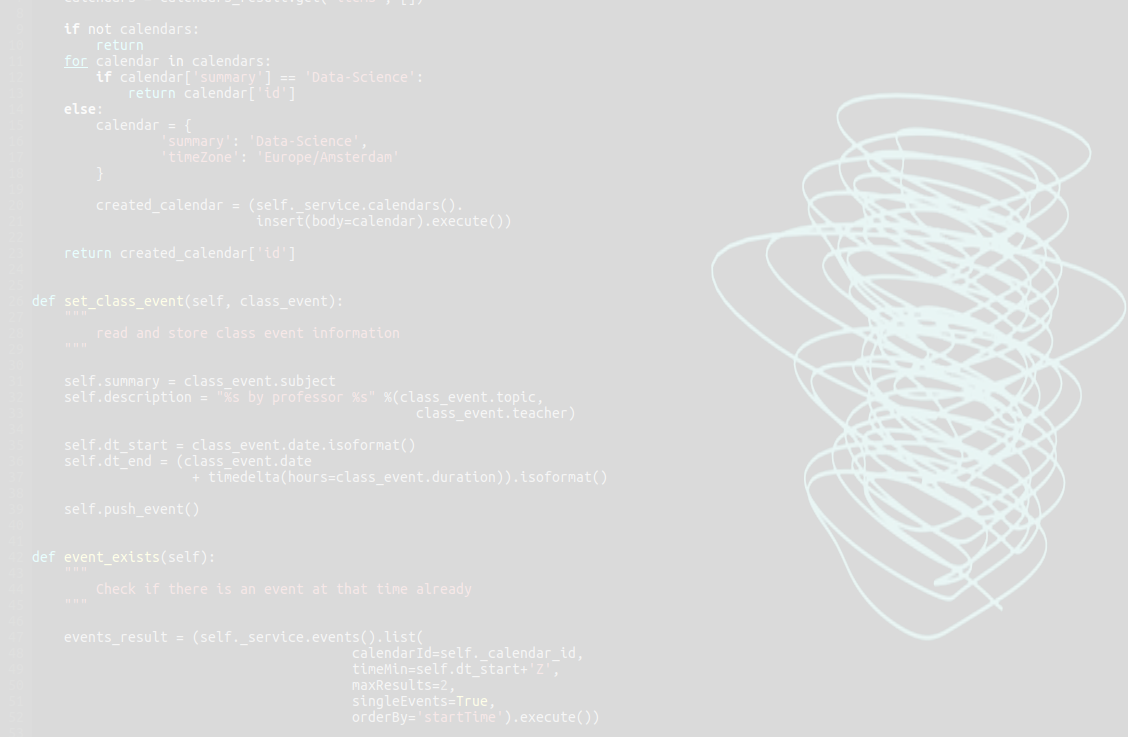 if not calendars:
return
for calendar in calendars:
if calendar['summary'] == 'Data-Science':
return calendar['id']
else:
calendar = {
'summary': 'Data-Science',
'timeZone': 'Europe/Amsterdam'
}
created_calendar = (self._service.calendars().
insert(body=calendar).execute())
return created_calendar['id']
def set_class_event(self, class_event):
"""
read and store class event information
"""
self.summary = class_event.subject
self.description = "%s by professor %s" %(class_event.topic,
class_event.teacher)
self.dt_start = class_event.date.isoformat()
self.dt_end = (class_event.date
+ timedelta(hours=class_event.duration)).isoformat()
self.push_event()
def event_exists(self):
"""
Check if there is an event at that time already
"""
events_result = (self._service.events().list(
calendarId=self._calendar_id,
timeMin=self.dt_start+'Z',
maxResults=2,
singleEvents=True,
orderBy='startTime').execute())